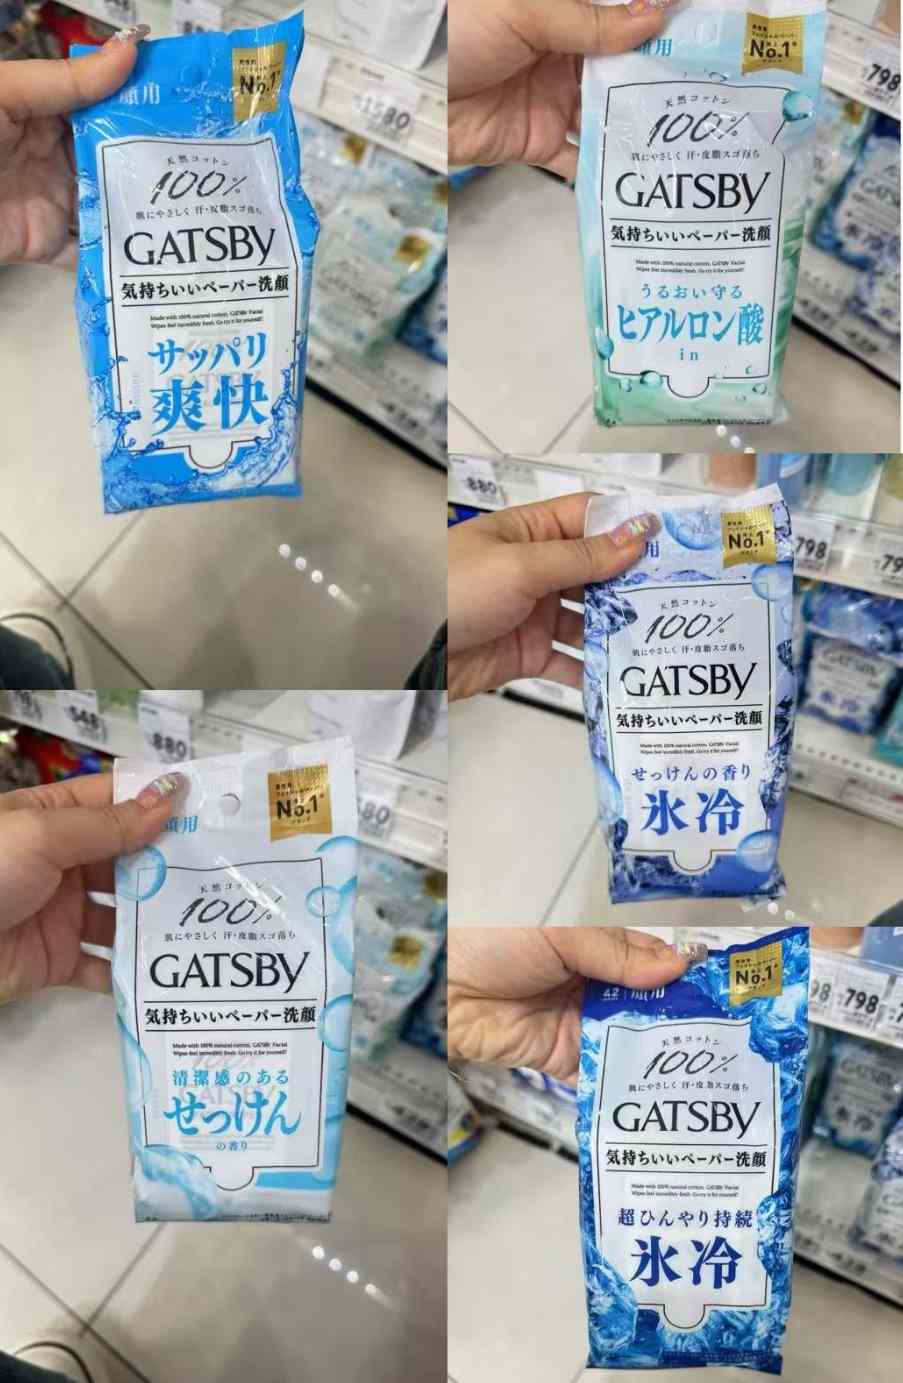 顔用
No.1
天然コットン
100%
肌にやさしく 汗・皮脂スゴ落ち
GATSBY
気持ちいいペーパー洗顔
Made with 100% natural cotton, GATSBY Facial
Wipes feel incredibly fresh. Go try it for yourself!
サッパリ
爽快
880
顔用
No.1
天然コットン
100%
肌にやさしく 汗・皮脂スゴ落ち
GATSBY
気持ちいいペーパー洗顔
Made with 100% natural cotton, GATSBY Facial
Wipes feel incredibly fresh. Go try it for yourself!
うるおい守る
ヒアルロン酸
in
798
GATSBY
880
用
No.1
天然コットン
100%
肌にやさしく 汗・皮脂スゴ落ち
GATSBY
気持ちいいペーパー洗顔
Made with 100% natural cotton, GATSBY Facial
Wipes feel incredibly fresh. Go try it for yourself!
せっけんの香り
氷冷
798
GATSBY
氷冷
880
顔用
No.1
天然コットン
100%
肌にやさしく 汗・皮脂スゴ落ち
GATSBY
気持ちいいペーパー洗顔
Made with 100% natural cotton, GATSBY Facial
Wipes feel incredibly fresh. Go try it for yourself!
清潔感のある
せっけん
の香り
42
顔用
No.1
天然コットン
100%
肌にやさしく 汗・皮脂スゴ落ち
GATSBY
気持ちいいペーパー洗顔
Made with 100% natural cotton, GATSBY Facial
Wipes feel incredibly fresh. Go try it for yourself!
超ひんやり持続
氷冷
798
GATSBY
氷冷